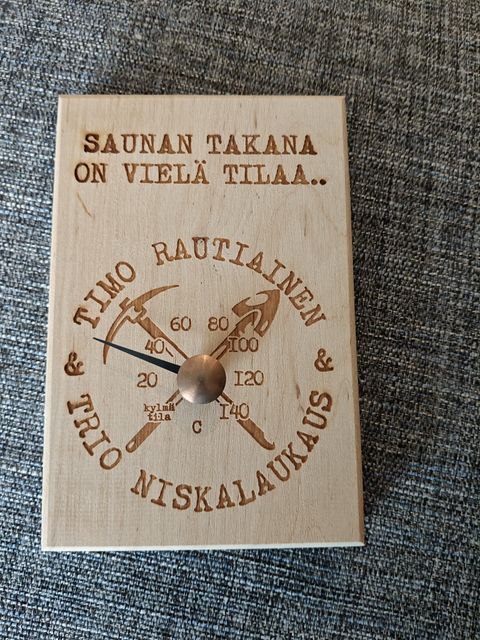 SAUNAN TAKANA
ON VIELÄ TILAA..
TIMO RAUTIAINEN
& TRIO NISKALAUKAUS &
60 80
40 100
20 120
kylmä
tila
140
C